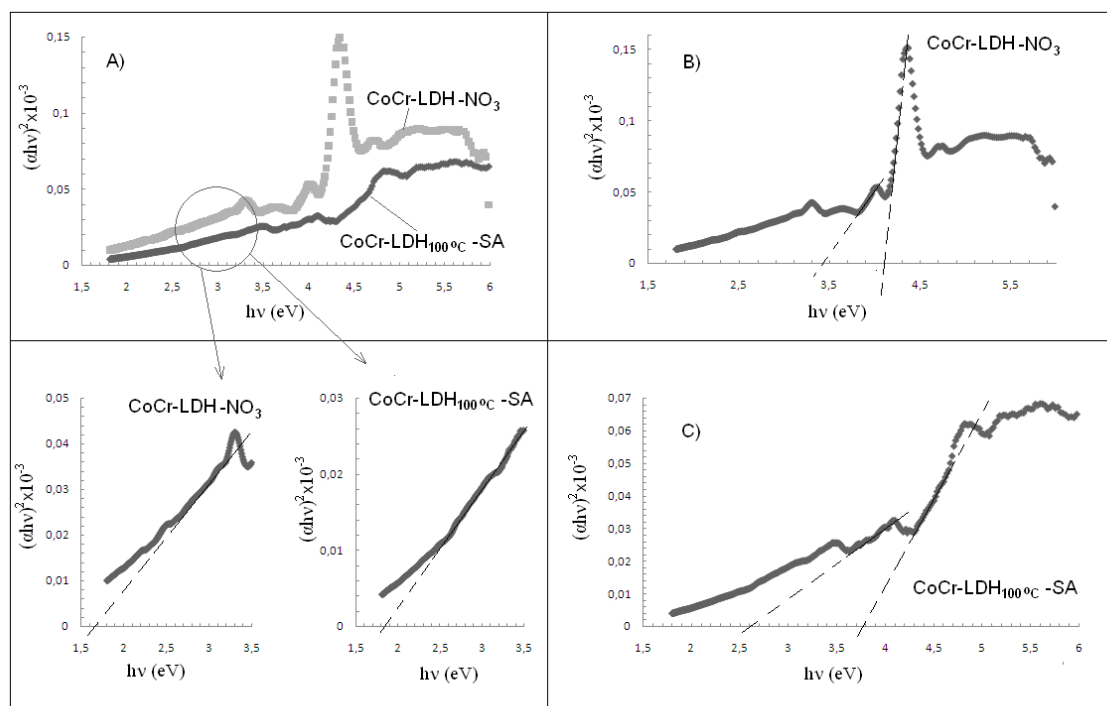 A)
CoCr-LDH-NO3
CoCr-LDH100 oC-SA
(αhν)2x10-3
0,15
0,1
0,05
0
1,5 2 2,5 3 3,5 4 4,5 5 5,5 6
hν (eV)
B)
CoCr-LDH-NO3
(αhν)2x10-3
0,15
0,1
0,05
0
1,5 2,5 3,5 4,5 5,5
hν (eV)
CoCr-LDH-NO3
(αhν)2x10-3
0,05
0,04
0,03
0,02
0,01
0
1,5 2 2,5 3 3,5
hν (eV)
CoCr-LDH100 oC-SA
(αhν)2x10-3
0,03
0,02
0,01
0
1,5 2 2,5 3 3,5
hν (eV)
C)
CoCr-LDH100 oC-SA
(αhν)2x10-3
0,07
0,06
0,05
0,04
0,03
0,02
0,01
0
1,5 2 2,5 3 3,5 4 4,5 5 5,5 6
hν (eV)